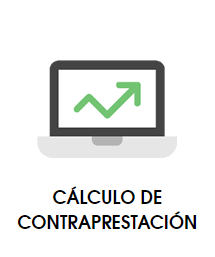 CÁLCULO DE
CONTRAPRESTACIÓN